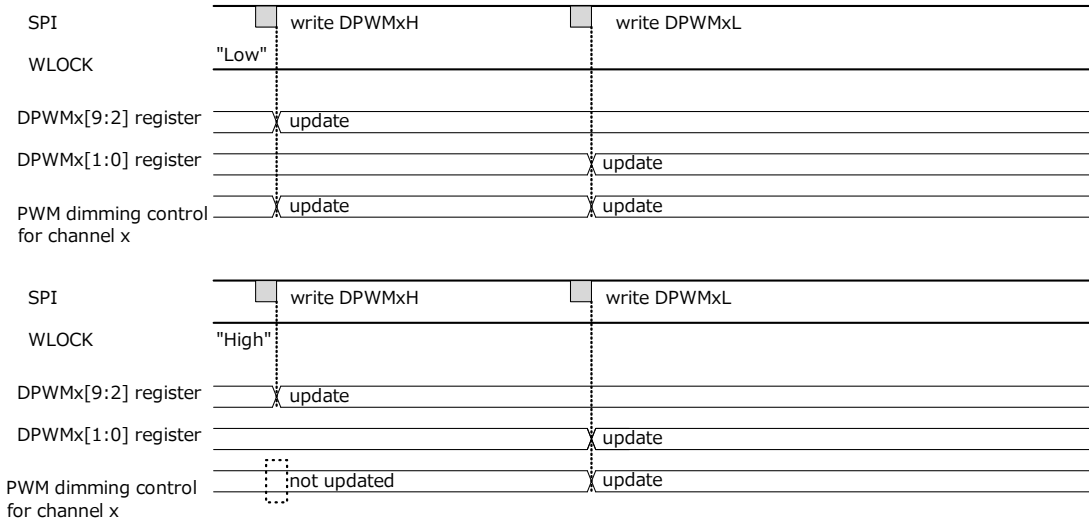 SPI write DPWMxH write DPWMxL
WLOCK "Low"
DPWMx[9:2] register update
DPWMx[1:0] register update
PWM dimming control update update
for channel x
SPI write DPWMxH write DPWMxL
WLOCK "High"
DPWMx[9:2] register update
DPWMx[1:0] register update
PWM dimming control not updated update
for channel x